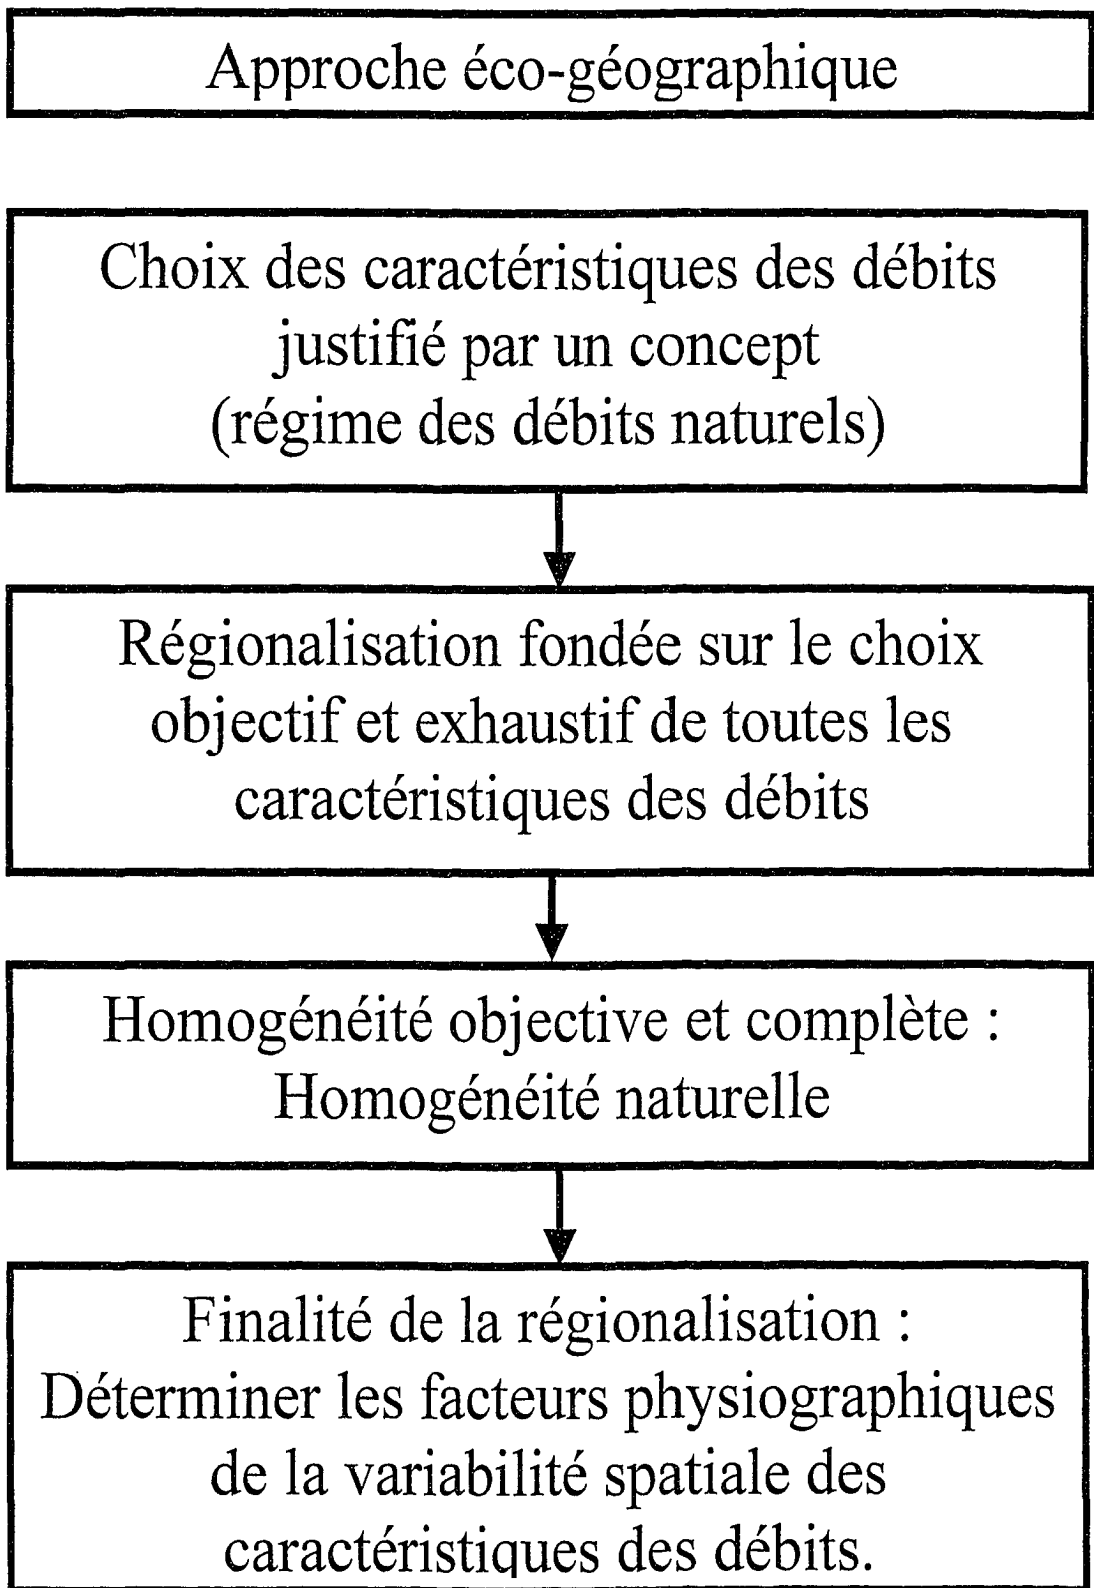 Approche éco-géographique
Choix des caractéristiques des débits
justifié par un concept
(régime des débits naturels)
Régionalisation fondée sur le choix
objectif et exhaustif de toutes les
caractéristiques des débits
Homogénéité objective et complète :
Homogénéité naturelle
Finalité de la régionalisation :
Déterminer les facteurs physiographiques
de la variabilité spatiale des
caractéristiques des débits.